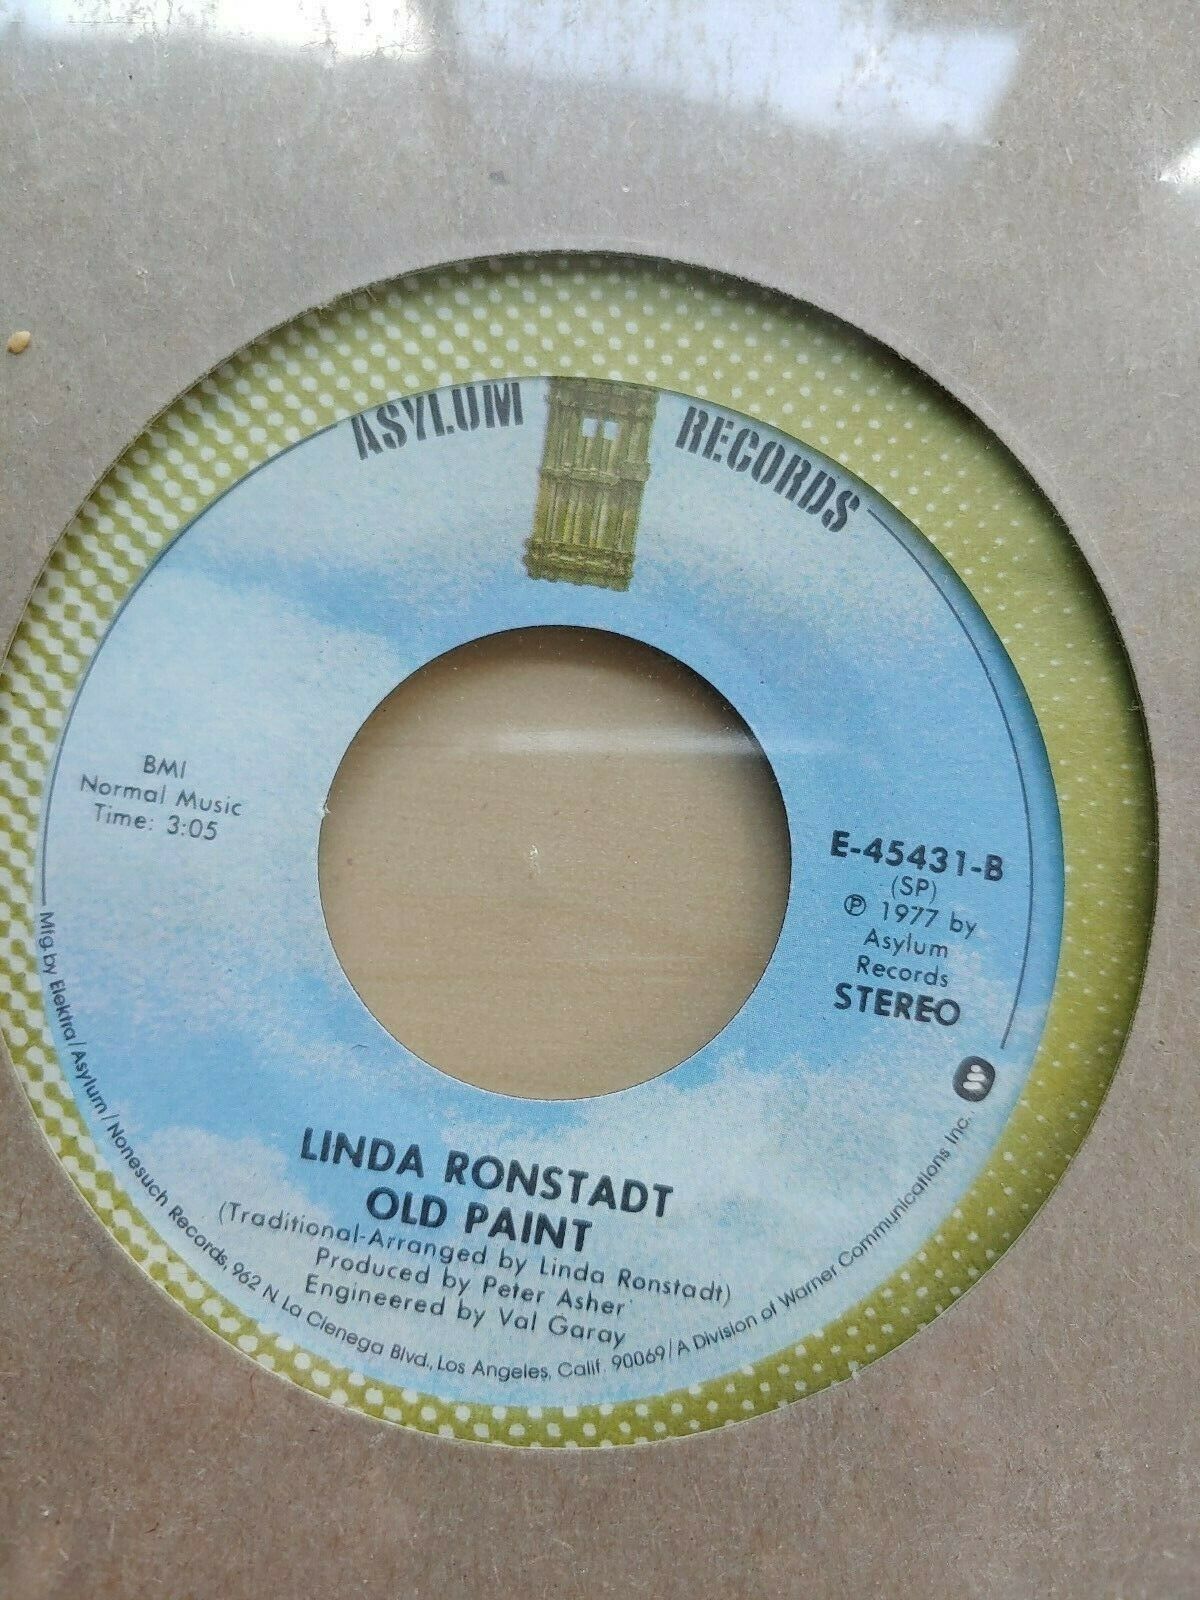 ASYLUM RECORDS
BMI
Normal Music
Time: 3:05
E-45431-B
(SP)
℗ 1977 by
Asylum
Records
STEREO
LINDA RONSTADT
OLD PAINT
(Traditional-Arranged by Linda Ronstadt)
Produced by Peter Asher
Engineered by Val Garay
Mfg. by Elektra/Asylum/Nonesuch Records, 962 N. La Cienega Blvd., Los Angeles, Calif. 90069/A Division of Warner Communications Inc.